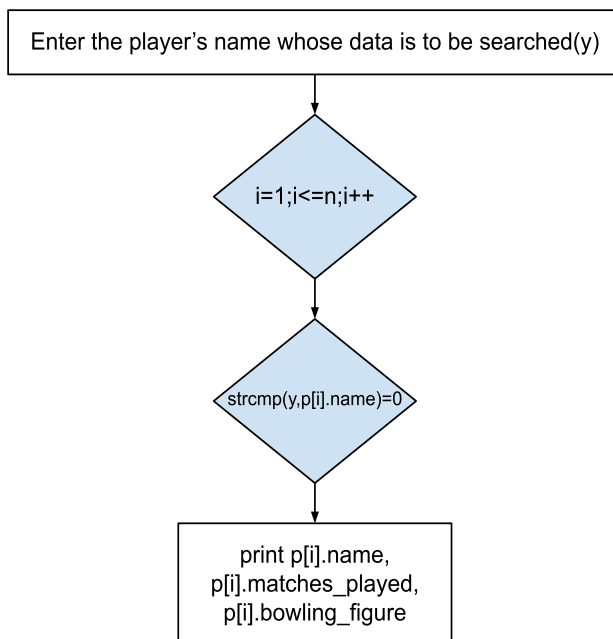 Enter the player’s name whose data is to be searched(y)
i=1;i<=n;i++
strcmp(y,p[i].name)=0
print p[i].name,
p[i].matches_played,
p[i].bowling_figure